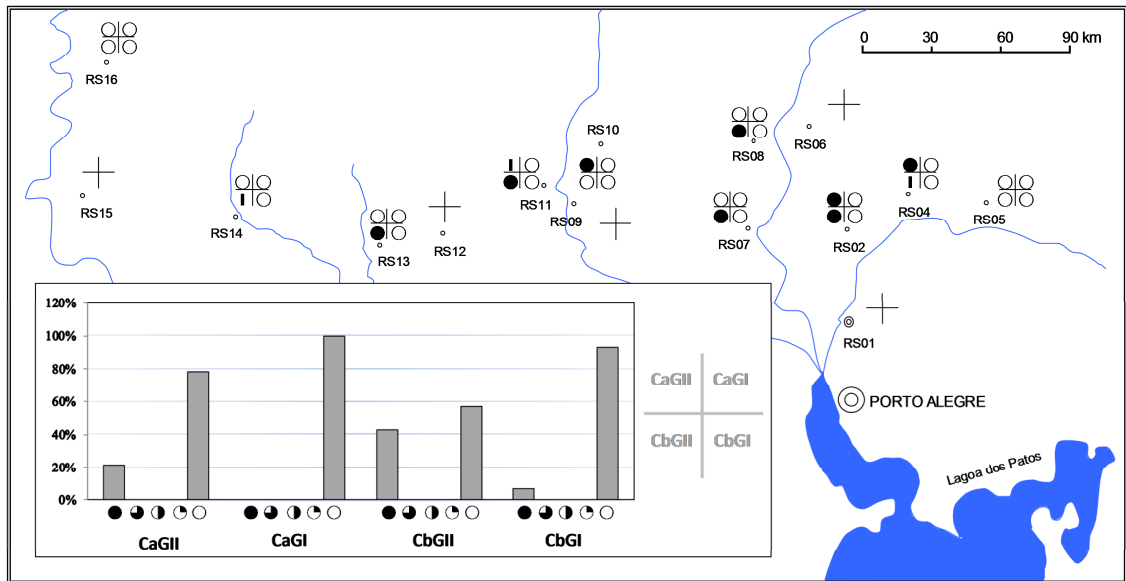 0 30 60 90 km
RS16
RS10
RS08
RS06
RS15
RS14
RS13
RS12
RS11
RS09
RS07
RS02
RS04
RS05
RS01
PORTO ALEGRE
Lagoa dos Patos
120%
100%
80%
60%
40%
20%
0%
CaGII CaGI CbGII CbGI
CaGII CaGI
CbGII CbGI